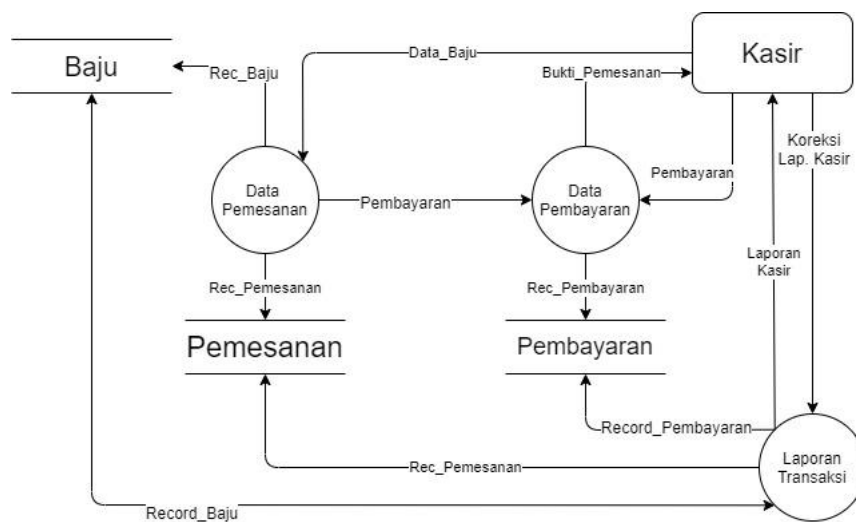 Baju
Rec_Baju
Data_Baju
Bukti_Pemesanan
Kasir
Koreksi
Lap. Kasir
Pembayaran
Data
Pemesanan
Pembayaran
Data
Pembayaran
Laporan
Kasir
Rec_Pemesanan
Rec_Pembayaran
Pemesanan
Pembayaran
Record_Pembayaran
Rec_Pemesanan
Laporan
Transaksi
Record_Baju